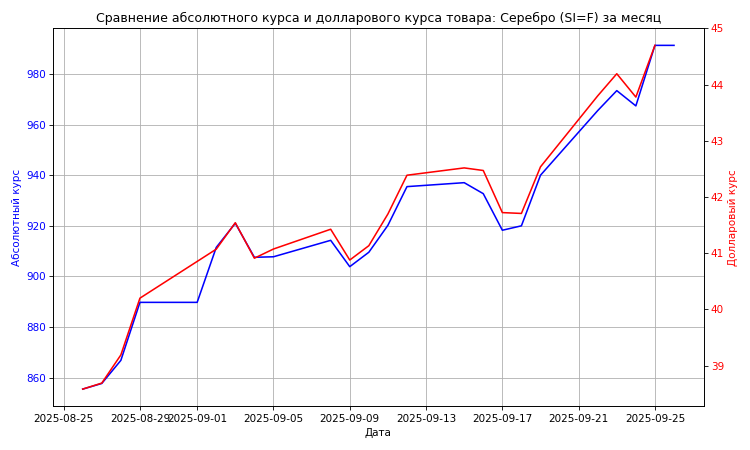 Сравнение абсолютного курса и долларового курса товара: Серебро (SI=F) за месяц
Абсолютный курс
980
960
940
920
900
880
860
45
44
43
42
41
40
39
Долларовый курс
2025-08-25 2025-08-29 2025-09-01 2025-09-05 2025-09-09 2025-09-13 2025-09-17 2025-09-21 2025-09-25
Дата